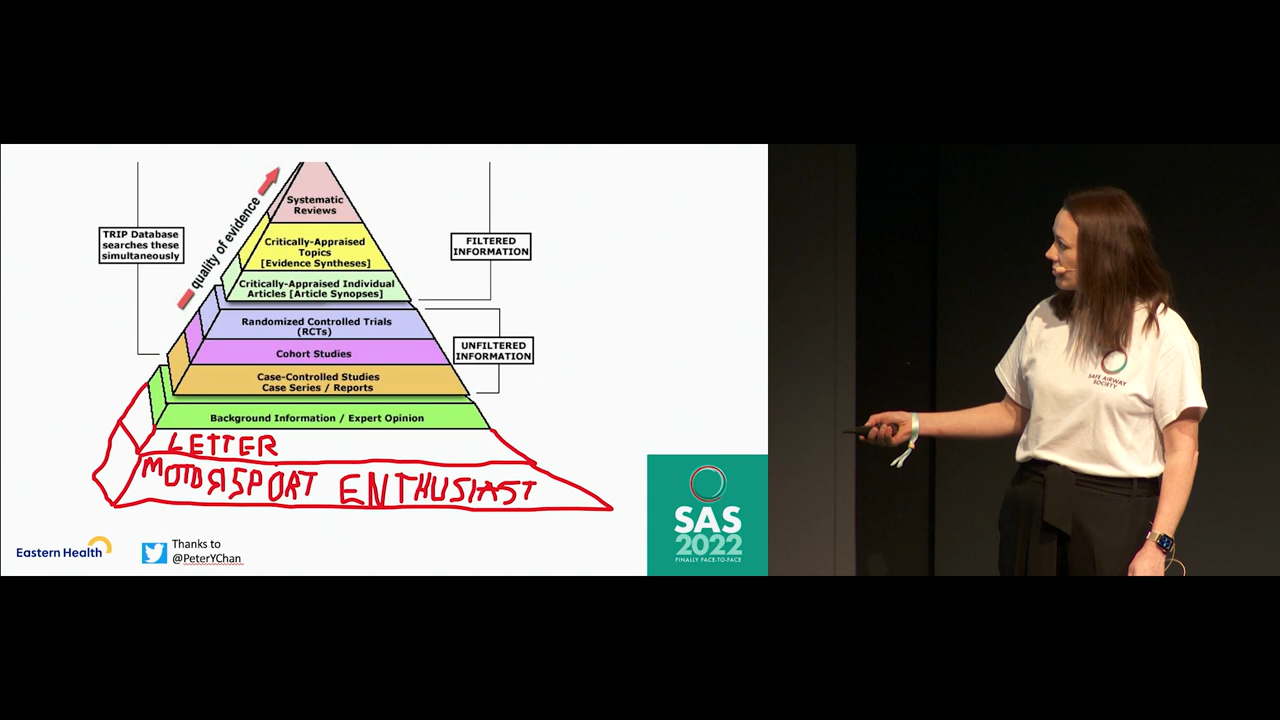 Systematic
Reviews
quality of evidence
TRIP Database
searches these
simultaneously
Critically-Appraised
Topics
[Evidence Syntheses]
FILTERED
INFORMATION
Critically-Appraised Individual
Articles [Article Synopses]
Randomized Controlled Trials
(RCTs)
UNFILTERED
INFORMATION
Cohort Studies
Case-Controlled Studies
Case Series / Reports
Background Information / Expert Opinion
LETTER
MOTORSPORT ENTHUSIAST
Eastern Health
Thanks to
@PeterYChan
SAS
2022
FINALLY FACE-TO-FACE
SAFE AIRWAY
SOCIETY